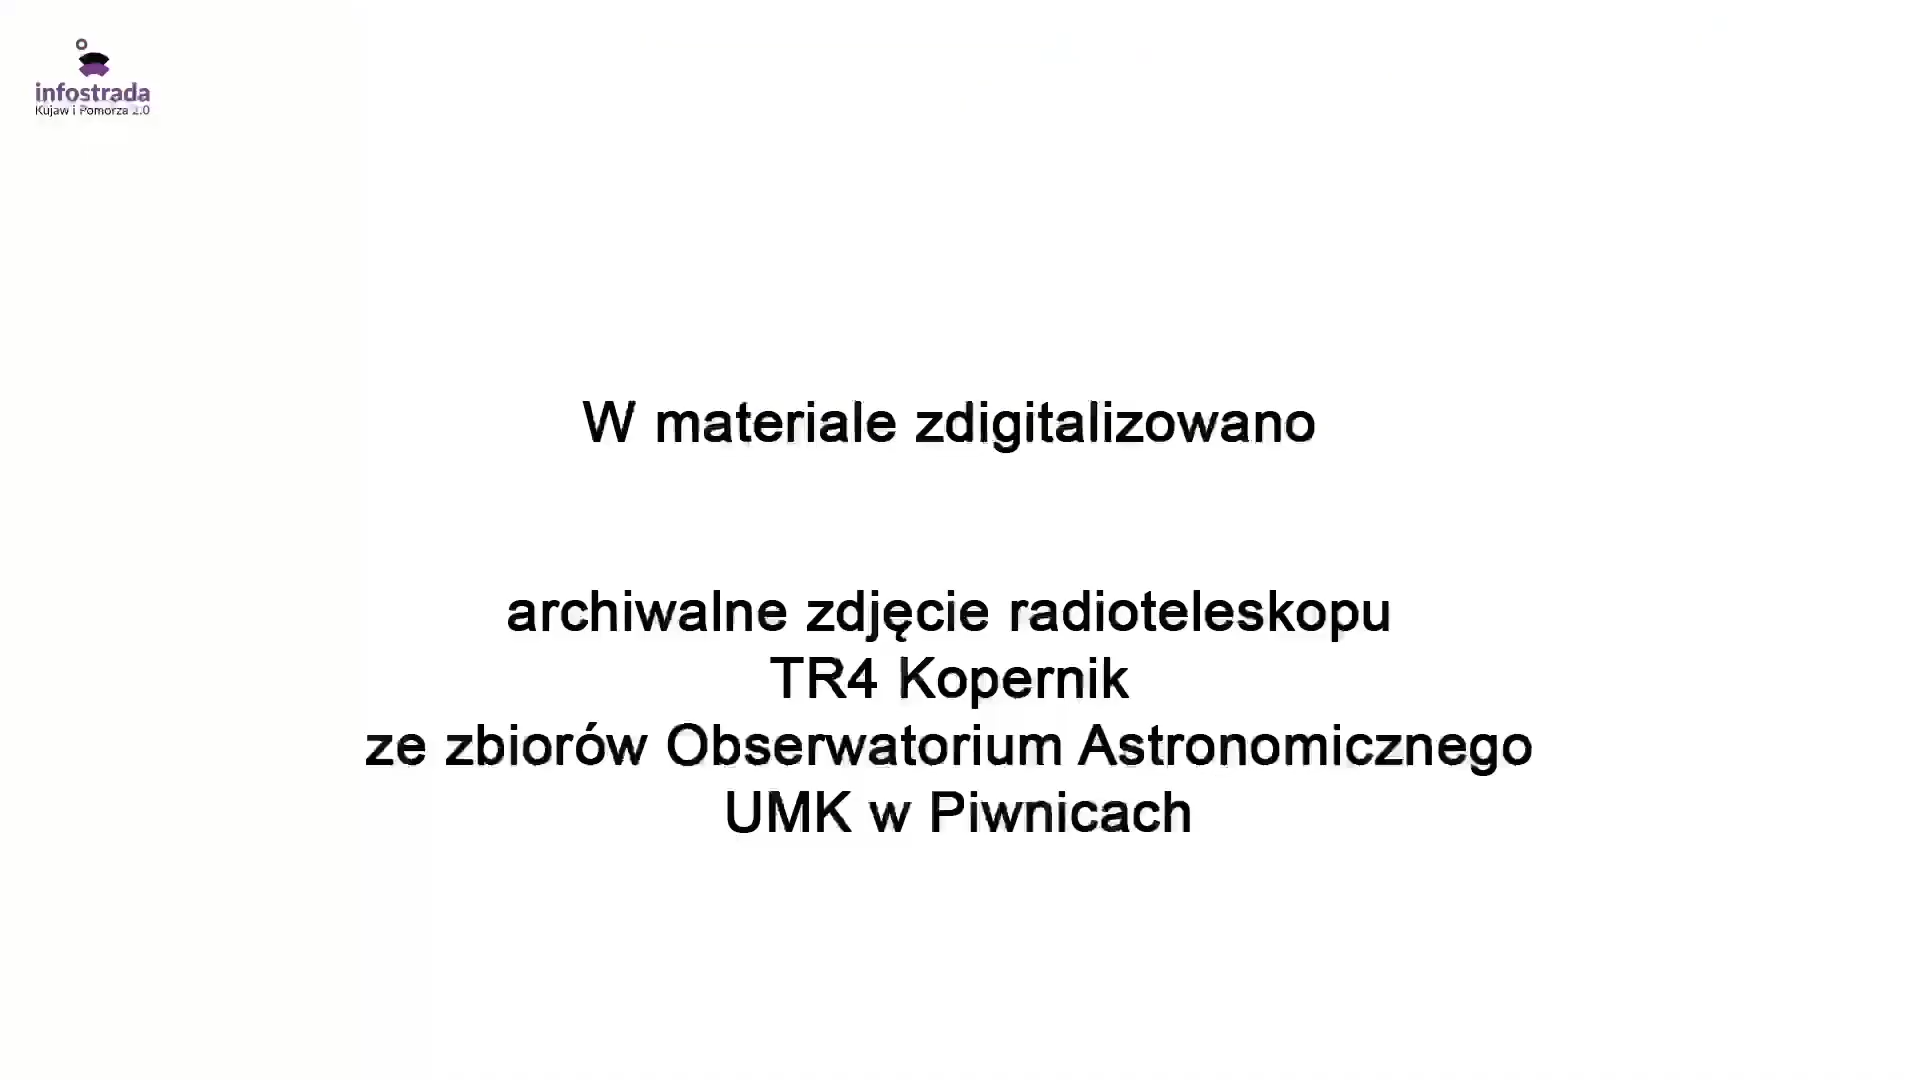 infostrada
Kujaw i Pomorza 2.0
W materiale zdigitalizowano
archiwalne zdjęcie radioteleskopu
TR4 Kopernik
ze zbiorów Obserwatorium Astronomicznego
UMK w Piwnicach